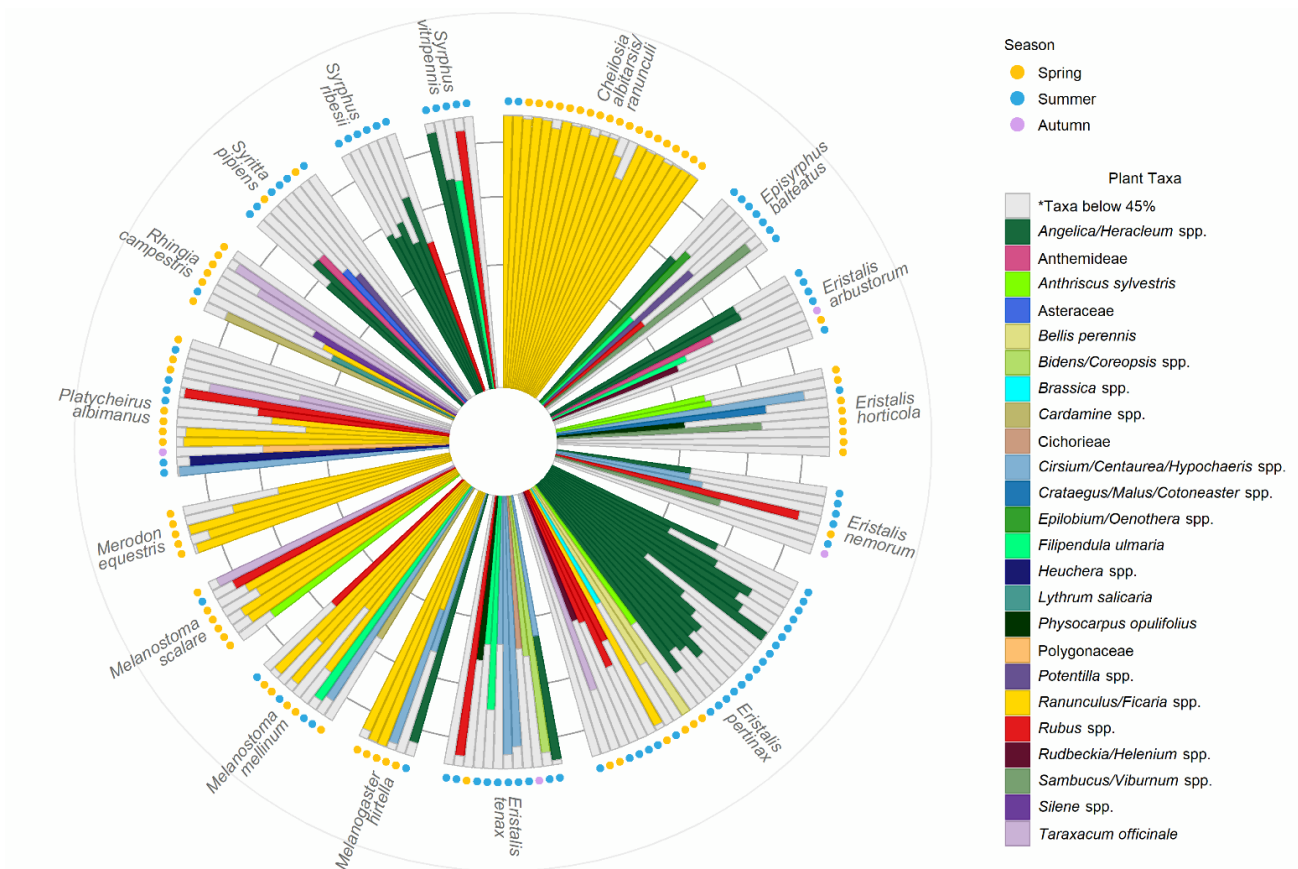 Syrphus
vitripennis
Cheilosia
albitarsis/
ranunculi
Episyrphus
balteatus
Eristalis
arbustorum
Eristalis
horticola
Eristalis
nemorum
Eristalis
pertinax
Eristalis
tenax
Melanogaster
hirtella
Melanostoma
mellinum
Melanostoma
scalare
Merodon
equestris
Platycheirus
albimanus
Rhingia
campestris
Syritta
pipiens
Syrphus
ribesii
Season
Spring
Summer
Autumn
Plant Taxa
*Taxa below 45%
Angelica/Heracleum spp.
Anthemideae
Anthriscus sylvestris
Asteraceae
Bellis perennis
Bidens/Coreopsis spp.
Brassica spp.
Cardamine spp.
Cichorieae
Cirsium/Centaurea/Hypochaeris spp.
Crataegus/Malus/Cotoneaster spp.
Epilobium/Oenothera spp.
Filipendula ulmaria
Heuchera spp.
Lythrum salicaria
Physocarpus opulifolius
Polygonaceae
Potentilla spp.
Ranunculus/Ficaria spp.
Rubus spp.
Rudbeckia/Helenium spp.
Sambucus/Viburnum spp.
Silene spp.
Taraxacum officinale